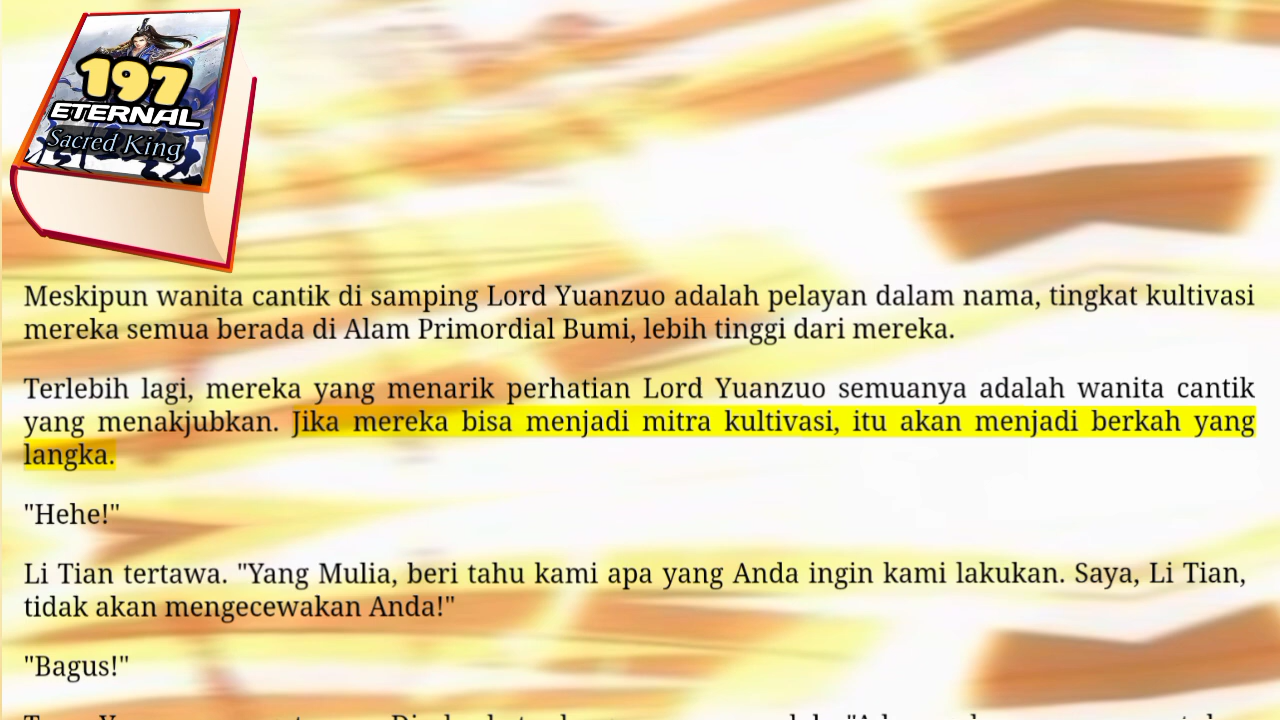 197
ETERNAL
Sacred King
Meskipun wanita cantik di samping Lord Yuanzuo adalah pelayan dalam nama, tingkat kultivasi
mereka semua berada di Alam Primordial Bumi, lebih tinggi dari mereka.
Terlebih lagi, mereka yang menarik perhatian Lord Yuanzuo semuanya adalah wanita cantik
yang menakjubkan. Jika mereka bisa menjadi mitra kultivasi, itu akan menjadi berkah yang
langka.
"Hehe!"
Li Tian tertawa. "Yang Mulia, beri tahu kami apa yang Anda ingin kami lakukan. Saya, Li Tian,
tidak akan mengecewakan Anda!"
"Bagus!"